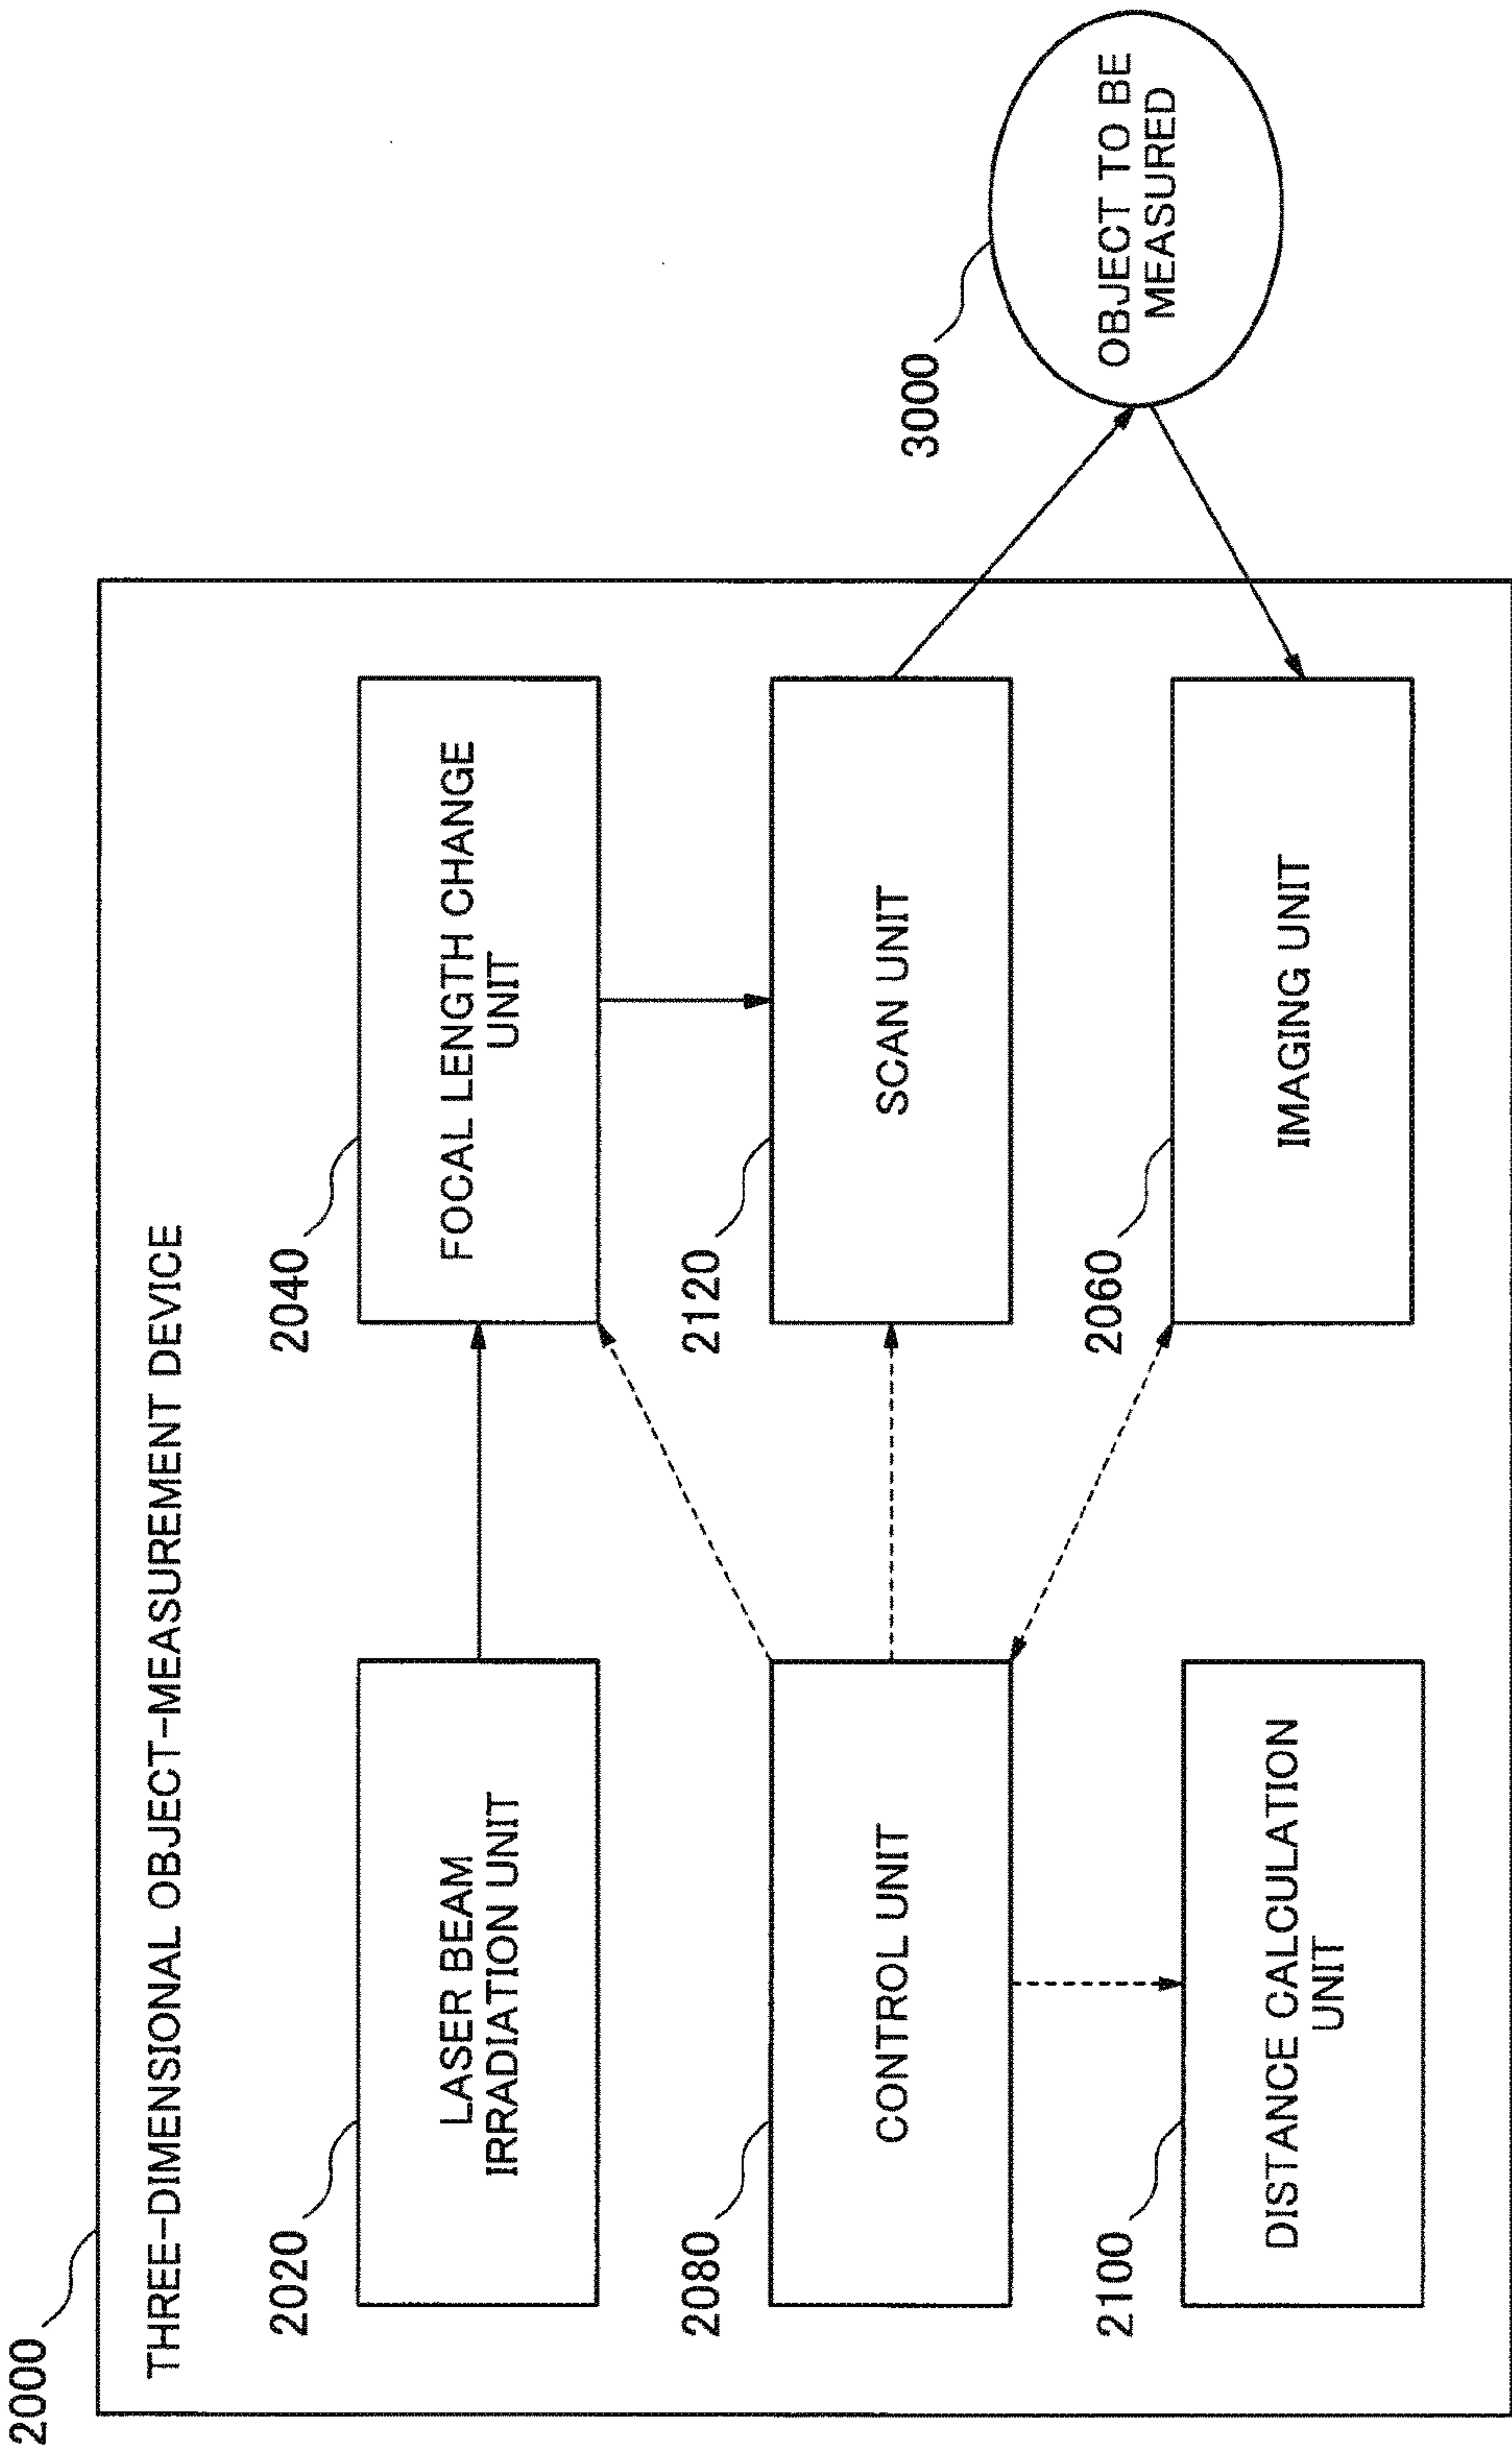 2000
THREE-DIMENSIONAL OBJECT-MEASUREMENT DEVICE
2020
LASER BEAM
IRRADIATION UNIT
2040
FOCAL LENGTH CHANGE
UNIT
2080
CONTROL UNIT
2120
SCAN UNIT
2100
DISTANCE CALCULATION
UNIT
2060
IMAGING UNIT
3000
OBJECT TO BE
MEASURED